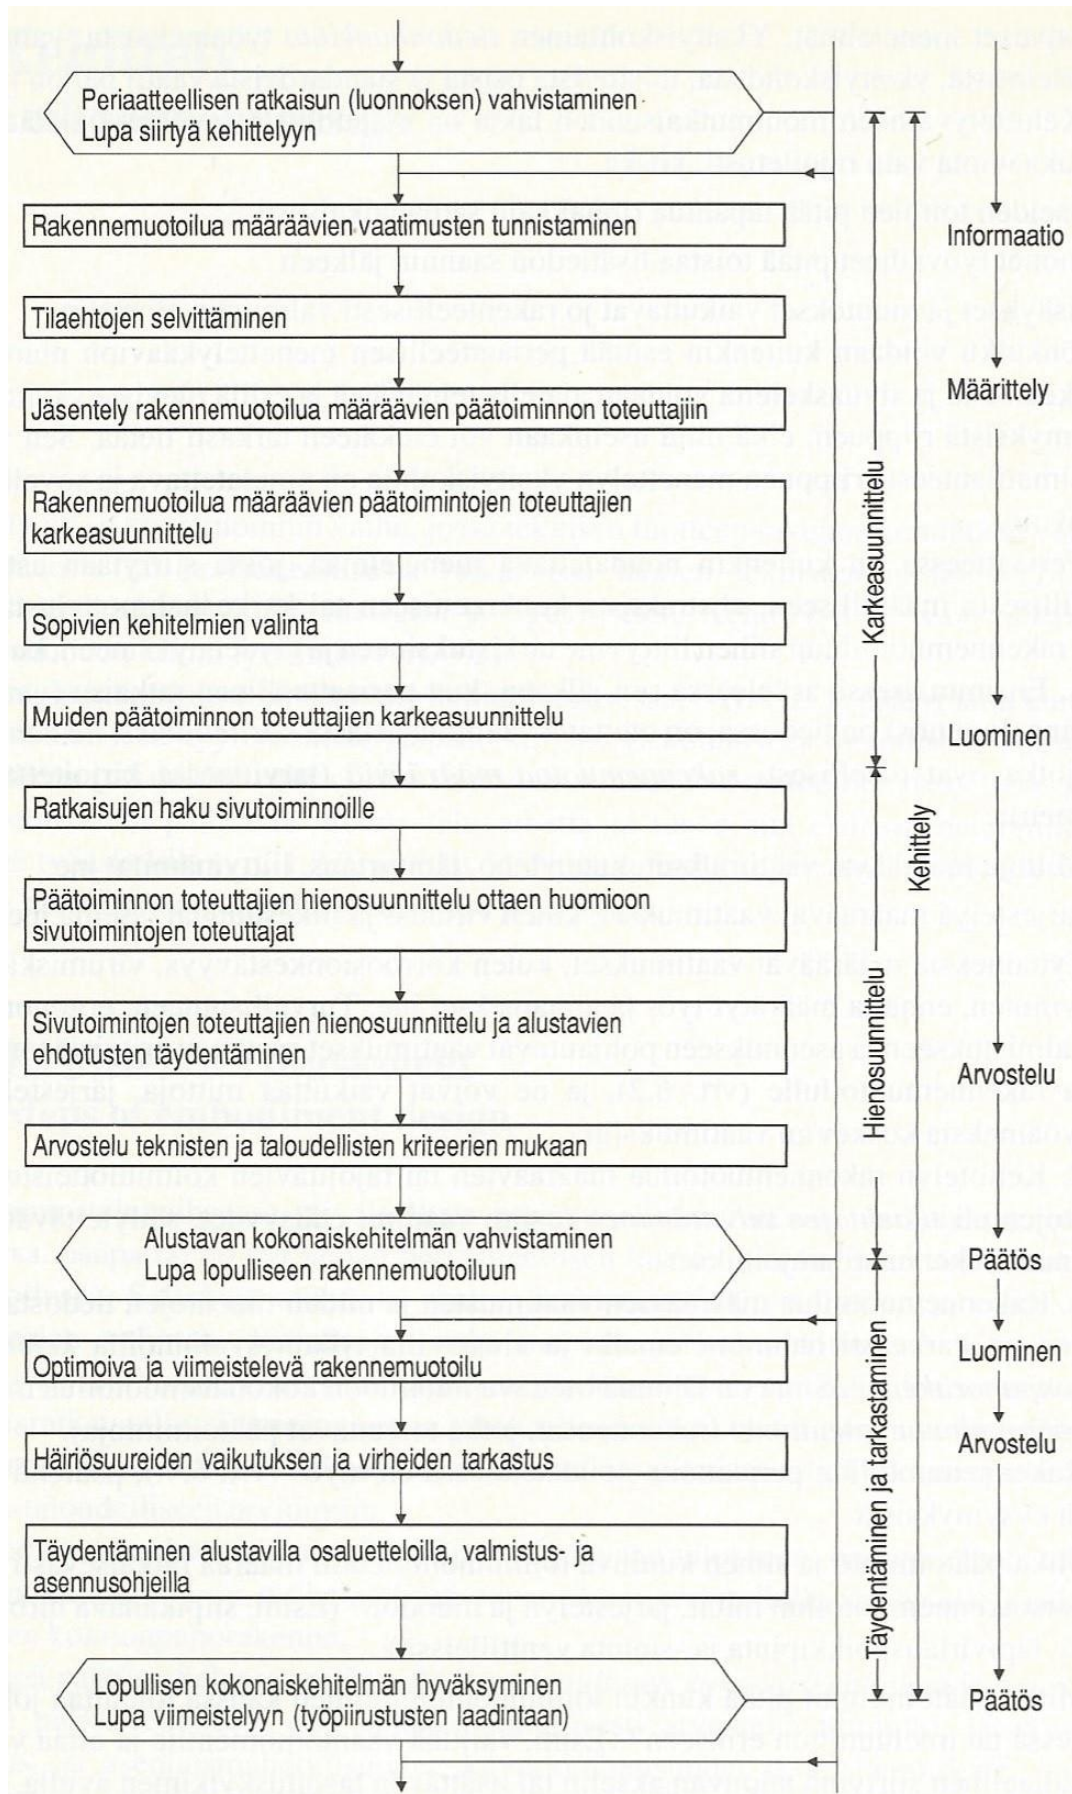 Periaatteellisen ratkaisun (luonnoksen) vahvistaminen
Lupa siirtyä kehittelyyn
Rakennemuotoilua määräävien vaatimusten tunnistaminen
Tilaehtojen selvittäminen
Jäsentely rakennemuotoilua määräävien päätoiminnon toteuttajiin
Rakennemuotoilua määräävien päätoimintojen toteuttajien
karkeasuunnittelu
Sopivien kehitelmien valinta
Muiden päätoiminnon toteuttajien karkeasuunnittelu
Ratkaisujen haku sivutoiminnoille
Päätoiminnon toteuttajien hienosuunnittelu ottaen huomioon
sivutoimintojen toteuttajat
Sivutoimintojen toteuttajien hienosuunnittelu ja alustavien
ehdotusten täydentäminen
Arvostelu teknisten ja taloudellisten kriteerien mukaan
Alustavan kokonaiskehitelmän vahvistaminen
Lupa lopulliseen rakennemuotoiluun
Optimoiva ja viimeistelevä rakennemuotoilu
Häiriösuureiden vaikutuksen ja virheiden tarkastus
Täydentäminen alustavilla osaluetteloilla, valmistus- ja
asennusohjeilla
Lopullisen kokonaiskehitelmän hyväksyminen
Lupa viimeistelyyn (työpiirustusten laadintaan)
Karkeasuunnittelu
Hienosuunnittelu
Täydentäminen ja tarkastaminen
Kehittely
Informaatio
Määrittely
Luominen
Arvostelu
Päätös
Luominen
Arvostelu
Päätös